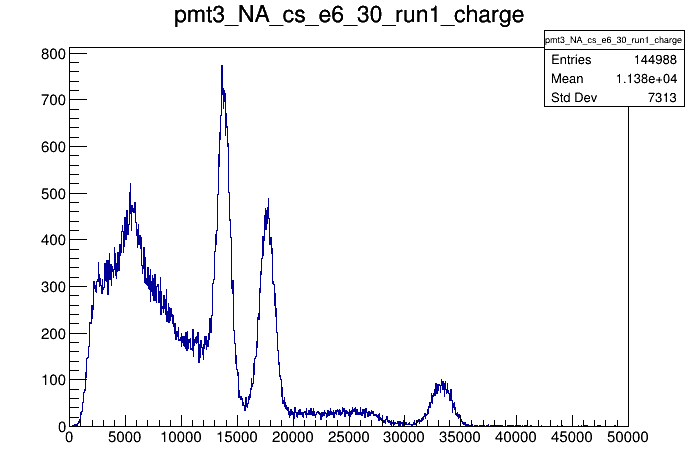 pmt3_NA_cs_e6_30_run1_charge
pmt3_NA_cs_e6_30_run1_charge
Entries 144988
Mean 1.138e+04
Std Dev 7313
800
700
600
500
400
300
200
100
0
0 5000 10000 15000 20000 25000 30000 35000 40000 45000 50000